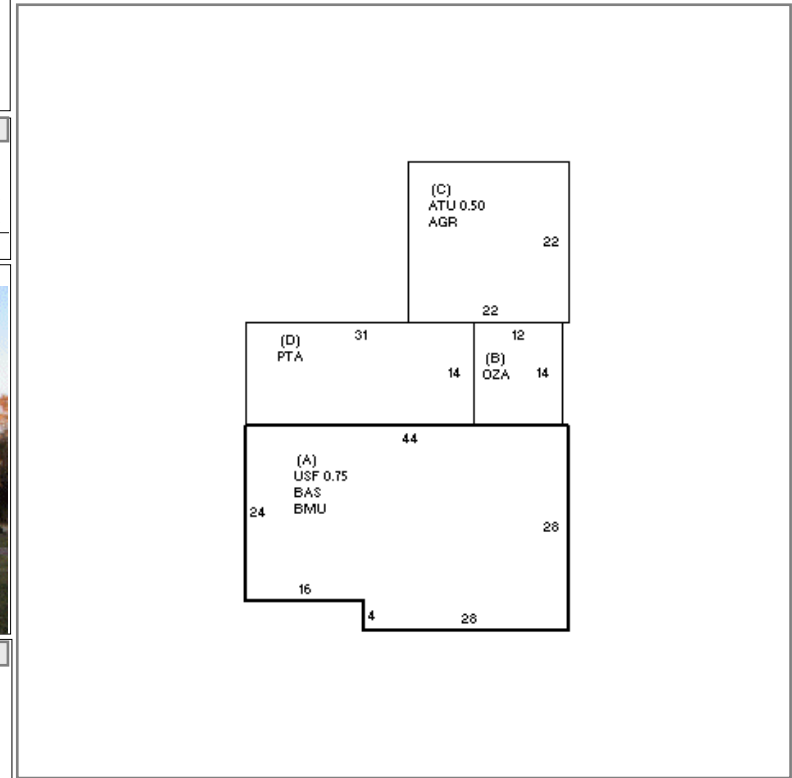 (C)
ATU 0.50
AGR
22
22
31
12
(D)
PTA
14
(B)
OZA
14
44
(A)
USF 0.75
BAS
BMU
24
28
16
4
28